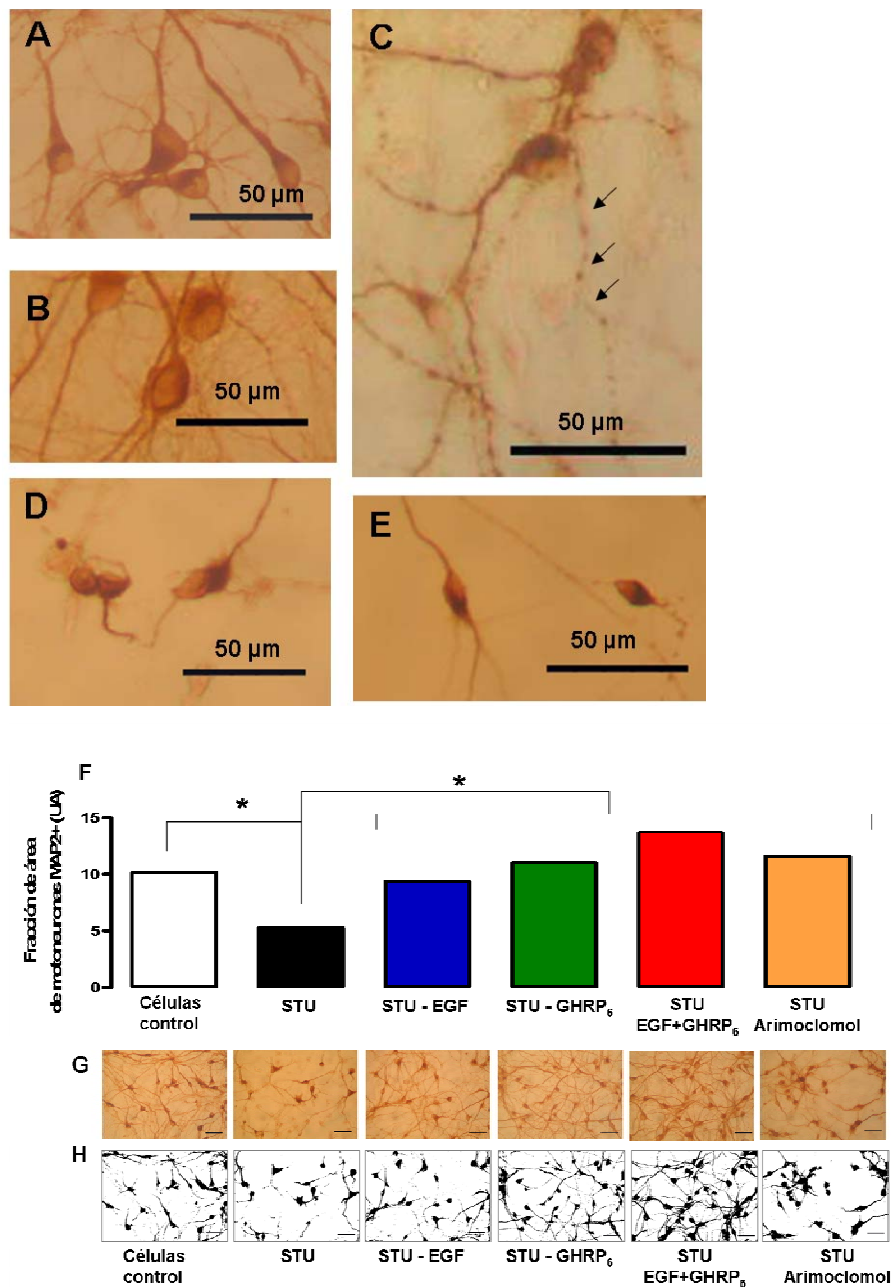 A
50 µm
B
50 µm
C
50 µm
D
50 µm
E
50 µm
F
*
*
Fracción de área
de motoneuronas MAP2+ (UA)
15
10
5
0
Células
control
STU
STU - EGF
STU - GHRP₆
STU
EGF+GHRP₆
STU
Arimoclomol
G
H
Células
control
STU
STU - EGF
STU - GHRP₆
STU
EGF+GHRP₆
STU
Arimoclomol